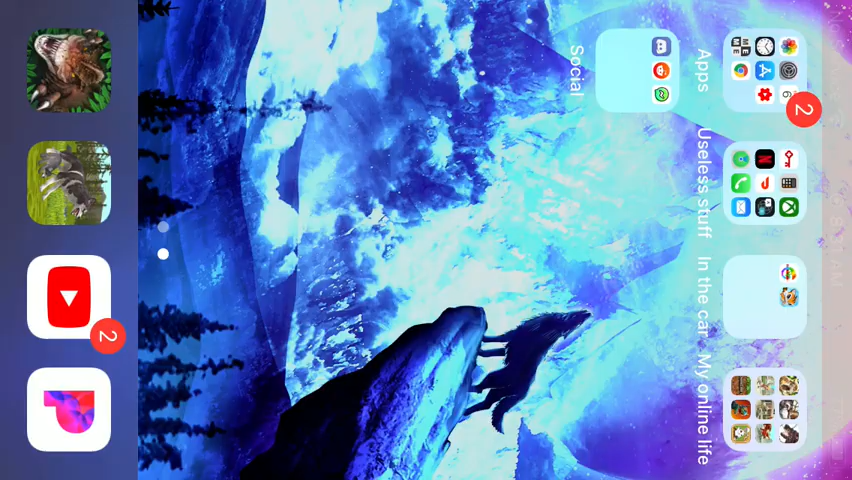 Apps
Useless stuff
In the car
My online life
Social
2
2